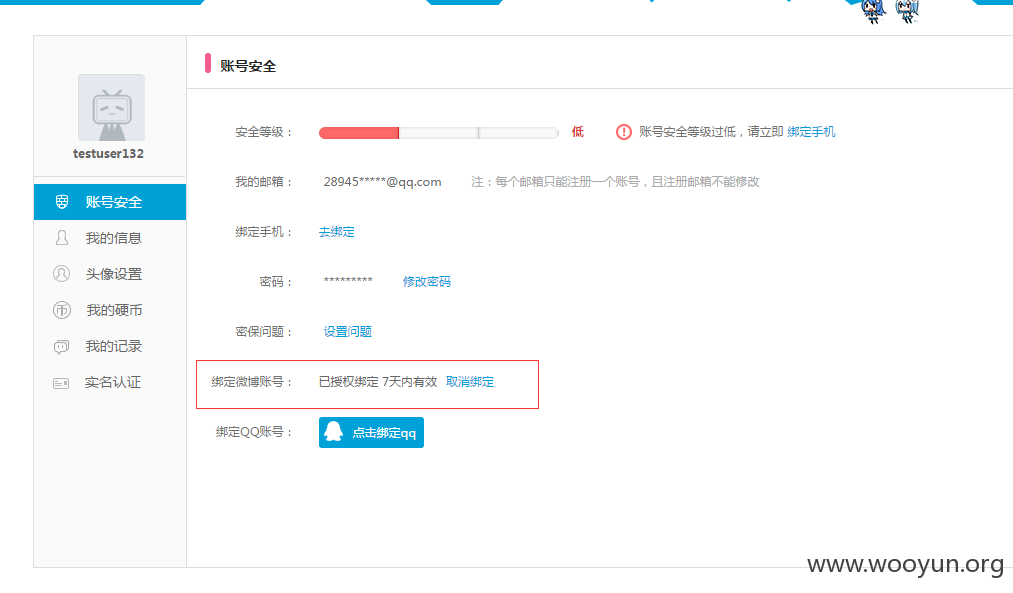 账号安全
testuser132
账号安全
我的信息
头像设置
我的硬币
我的记录
实名认证
安全等级： 低 账号安全等级过低，请立即 绑定手机
我的邮箱： 28945*****@qq.com 注：每个邮箱只能注册一个账号，且注册邮箱不能修改
绑定手机： 去绑定
密码： ********* 修改密码
密保问题： 设置问题
绑定微博账号： 已授权绑定 7天内有效 取消绑定
绑定QQ账号： 点击绑定qq
www.wooyun.org